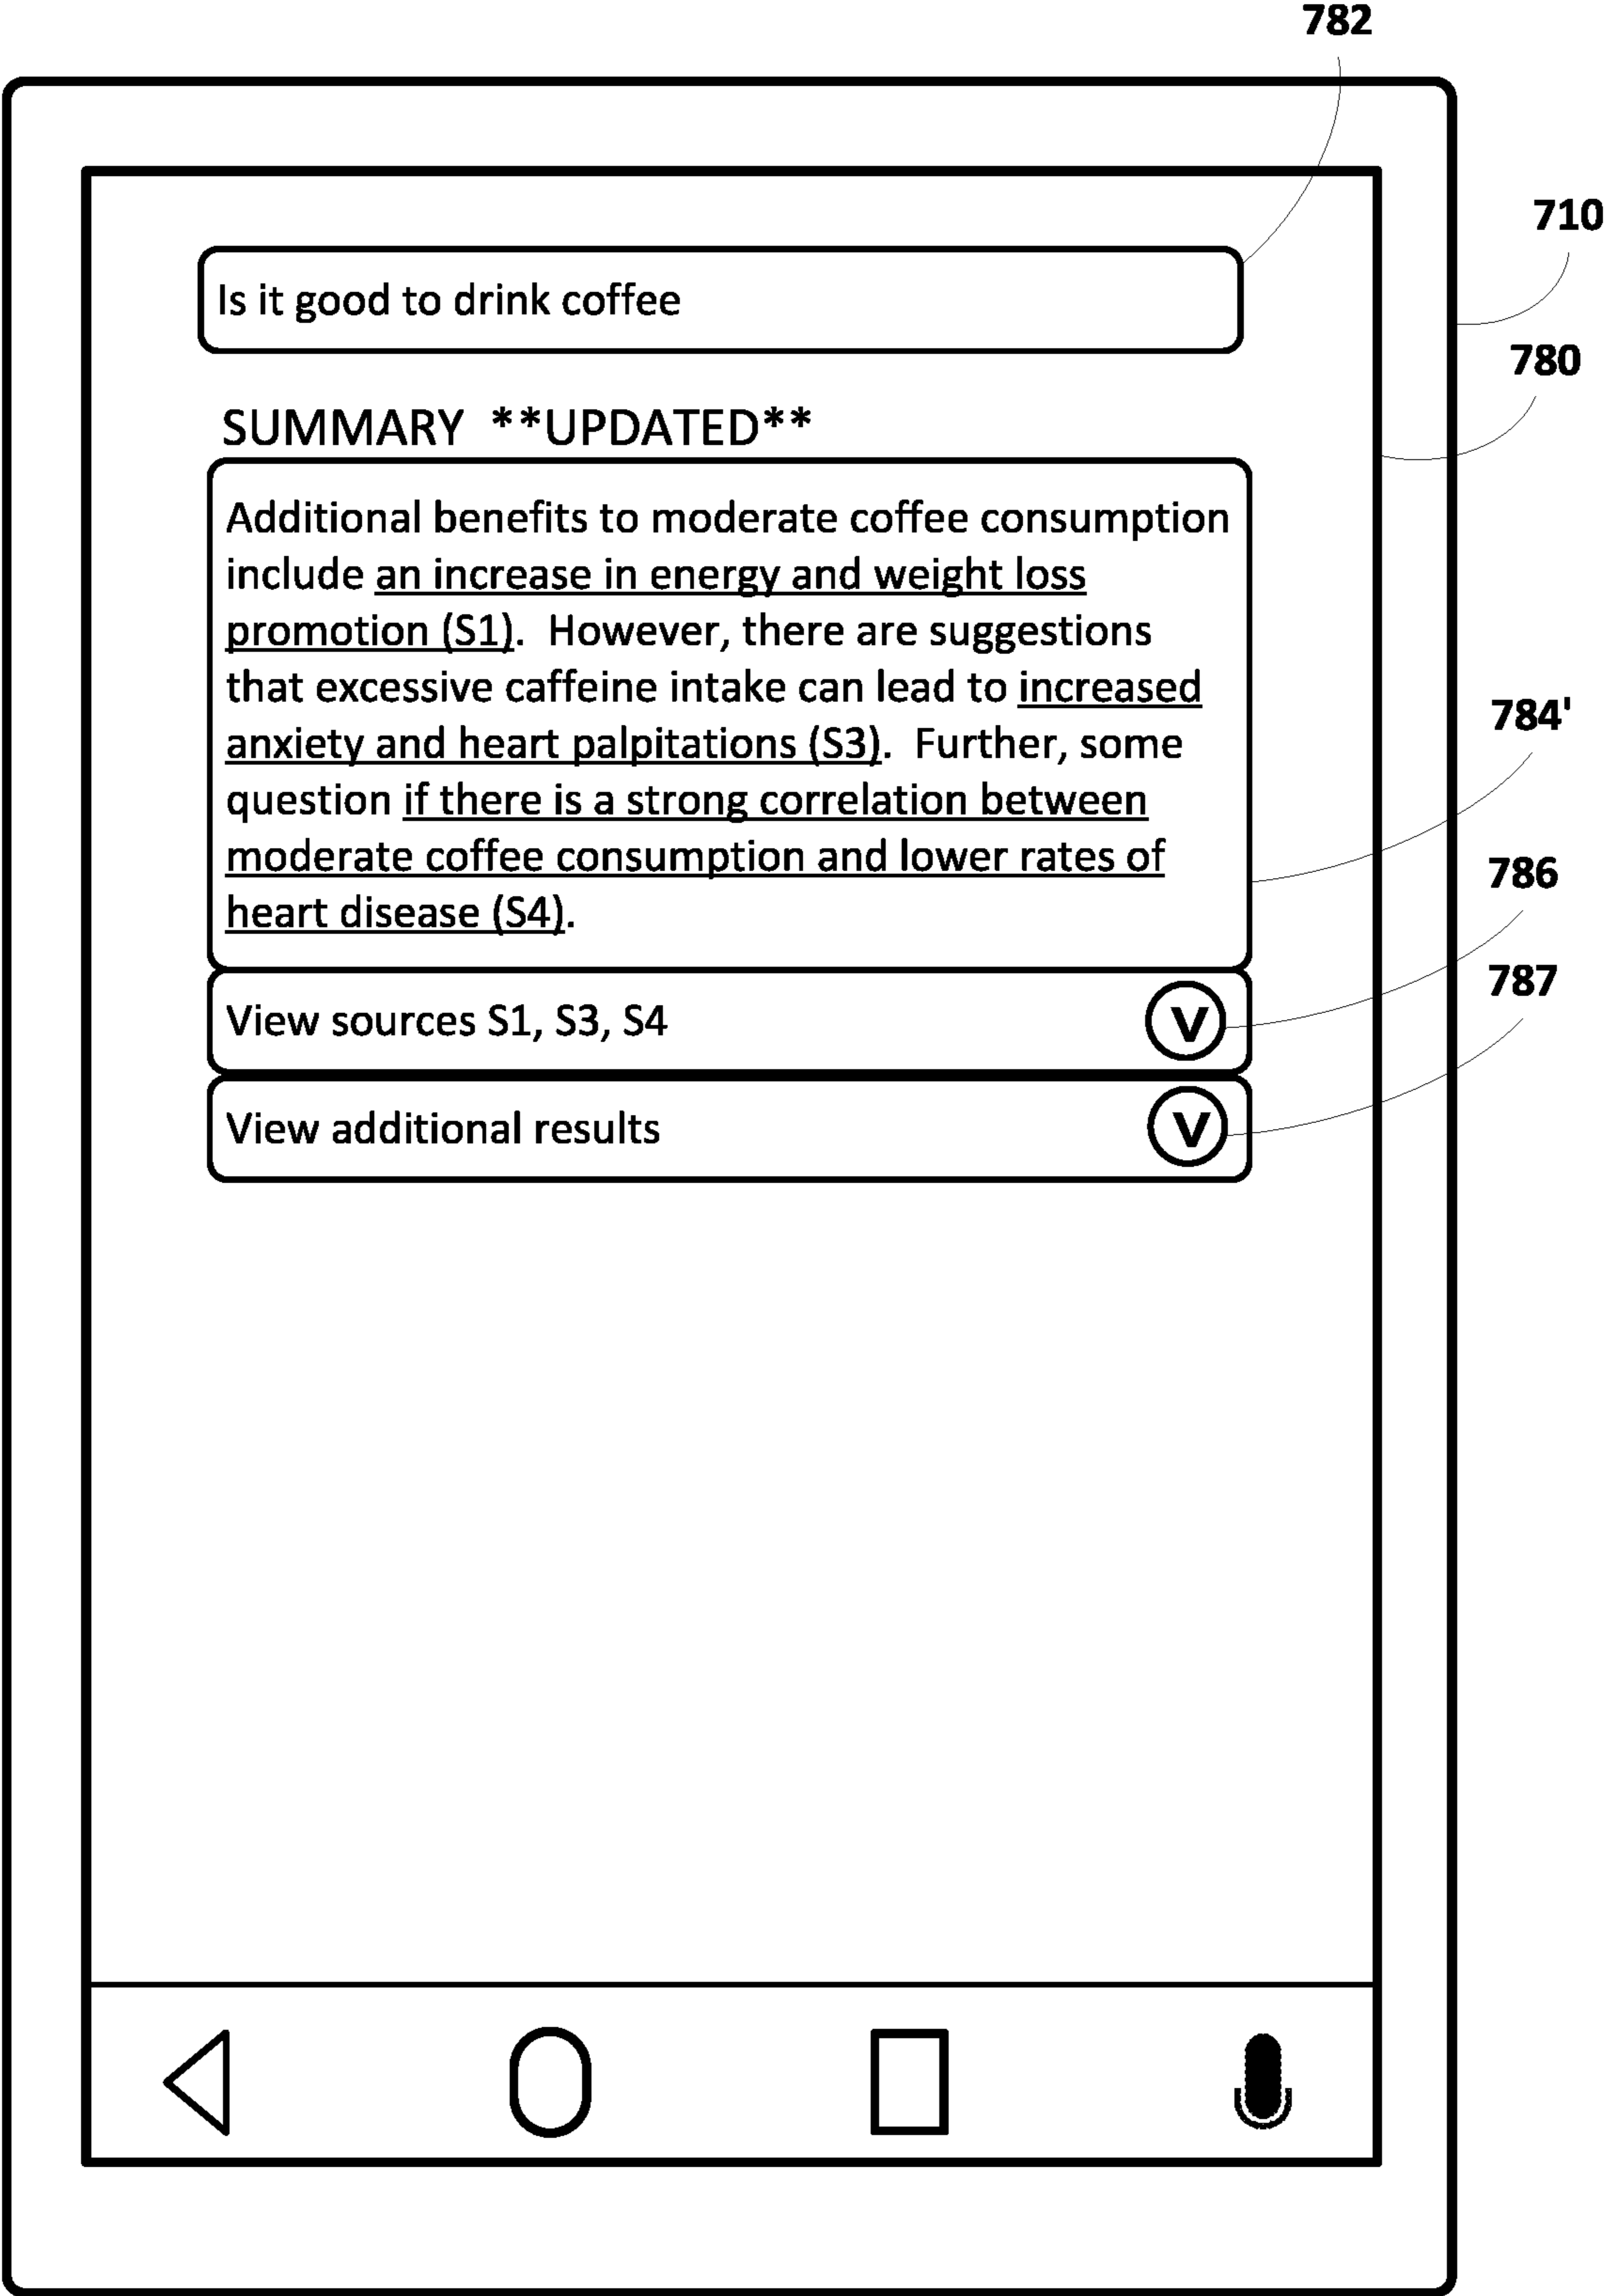 782
710
Is it good to drink coffee
780
SUMMARY **UPDATED**
Additional benefits to moderate coffee consumption
include an increase in energy and weight loss
promotion (S1). However, there are suggestions
that excessive caffeine intake can lead to increased
anxiety and heart palpitations (S3). Further, some
question if there is a strong correlation between
moderate coffee consumption and lower rates of
heart disease (S4).
784'
786
787
View sources S1, S3, S4 V
View additional results V